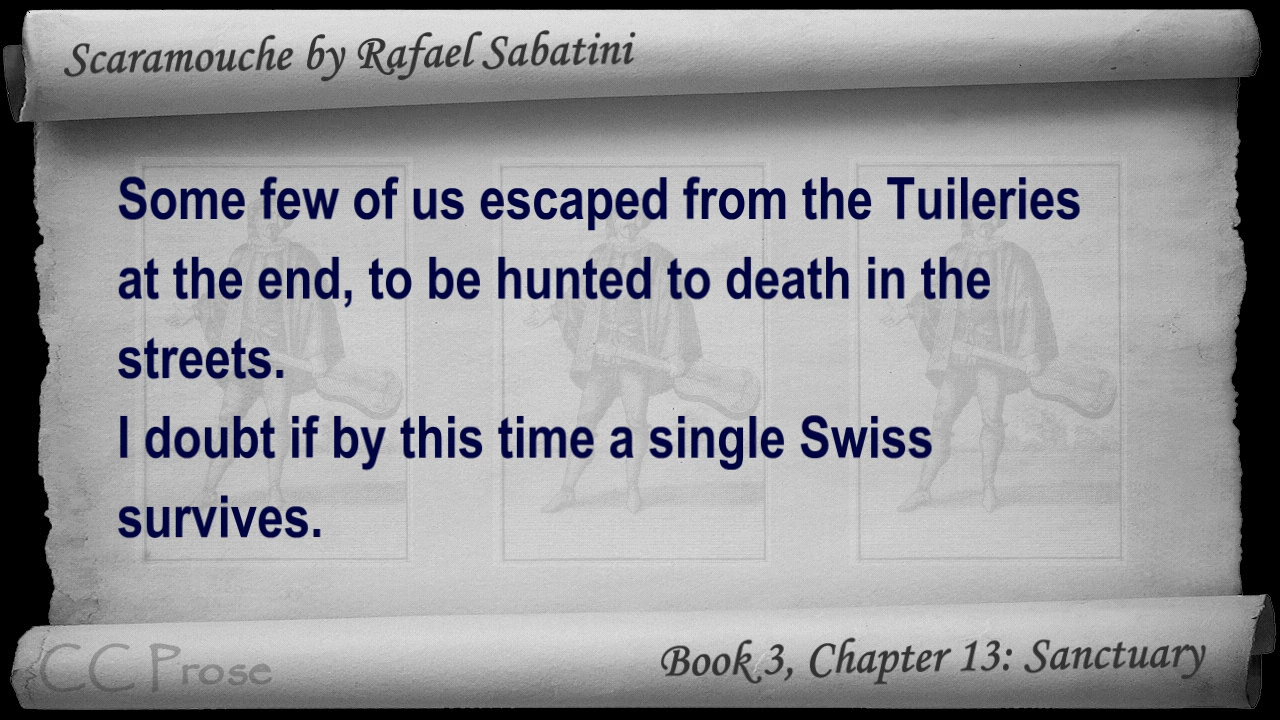 Scaramouche by Rafael Sabatini
Some few of us escaped from the Tuileries
at the end, to be hunted to death in the
streets.
I doubt if by this time a single Swiss
survives.
CC Prose
Book 3, Chapter 13: Sanctuary